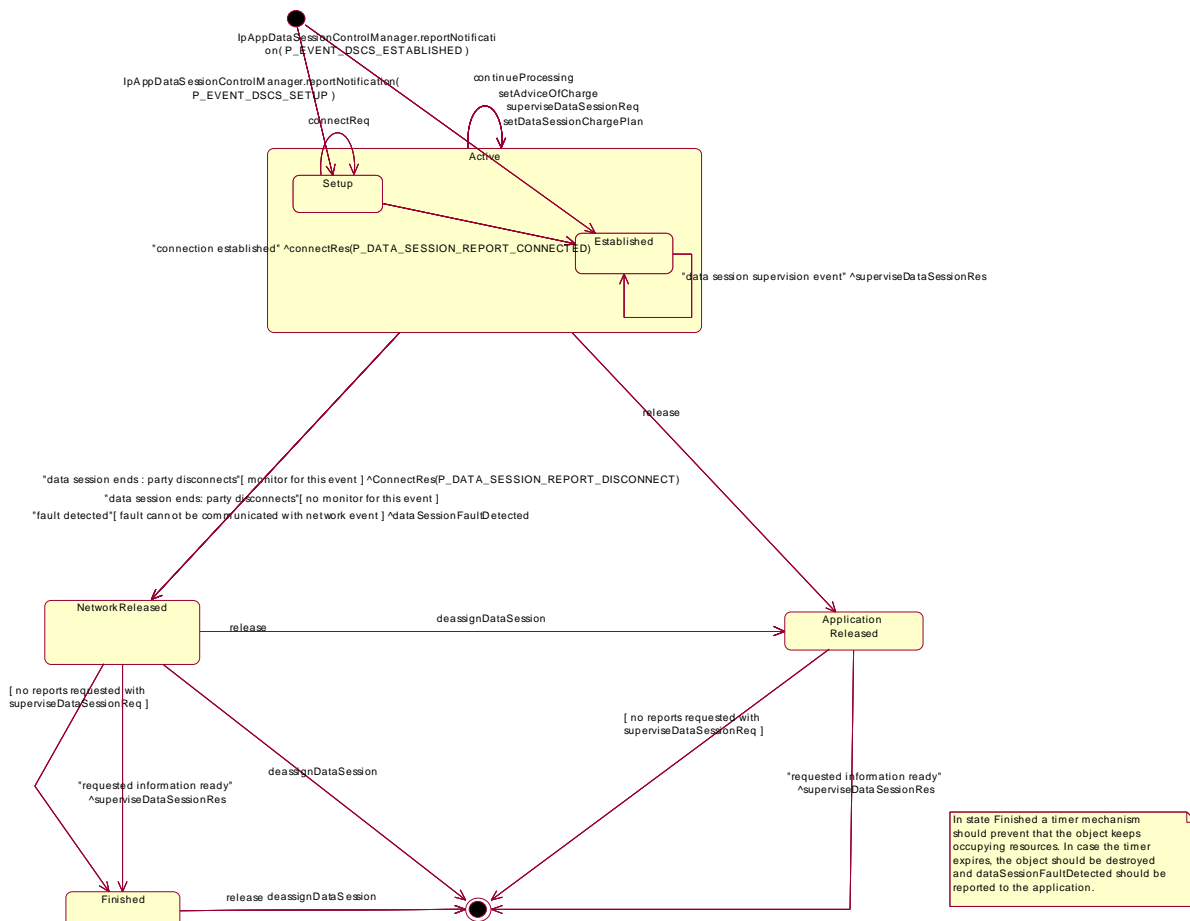 IpAppDataSessionControlManager.reportNotificati
on( P_EVENT_DSCS_ESTABLISHED )
IpAppDataSessionControlManager.reportNotification(
P_EVENT_DSCS_SETUP )
continueProcessing
setAdviceOfCharge
superviseDataSessionReq
setDataSessionChargePlan
connectReq
Active
Setup
Established
"connection established" ^connectRes(P_DATA_SESSION_REPORT_CONNECTED)
"data session supervision event" ^superviseDataSessionRes
release
"data session ends : party disconnects"[ monitor for this event ] ^ConnectRes(P_DATA_SESSION_REPORT_DISCONNECT)
"data session ends: party disconnects"[ no monitor for this event ]
"fault detected"[ fault cannot be communicated with network event ] ^dataSessionFaultDetected
NetworkReleased
release
deassignDataSession
Application
Released
[ no reports requested with
superviseDataSessionReq ]
[ no reports requested with
superviseDataSessionReq ]
"requested information ready"
^superviseDataSessionRes
deassignDataSession
"requested information ready"
^superviseDataSessionRes
In state Finished a timer mechanism
should prevent that the object keeps
occupying resources. In case the timer
expires, the object should be destroyed
and dataSessionFaultDetected should be
reported to the application.
Finished
release
deassignDataSession